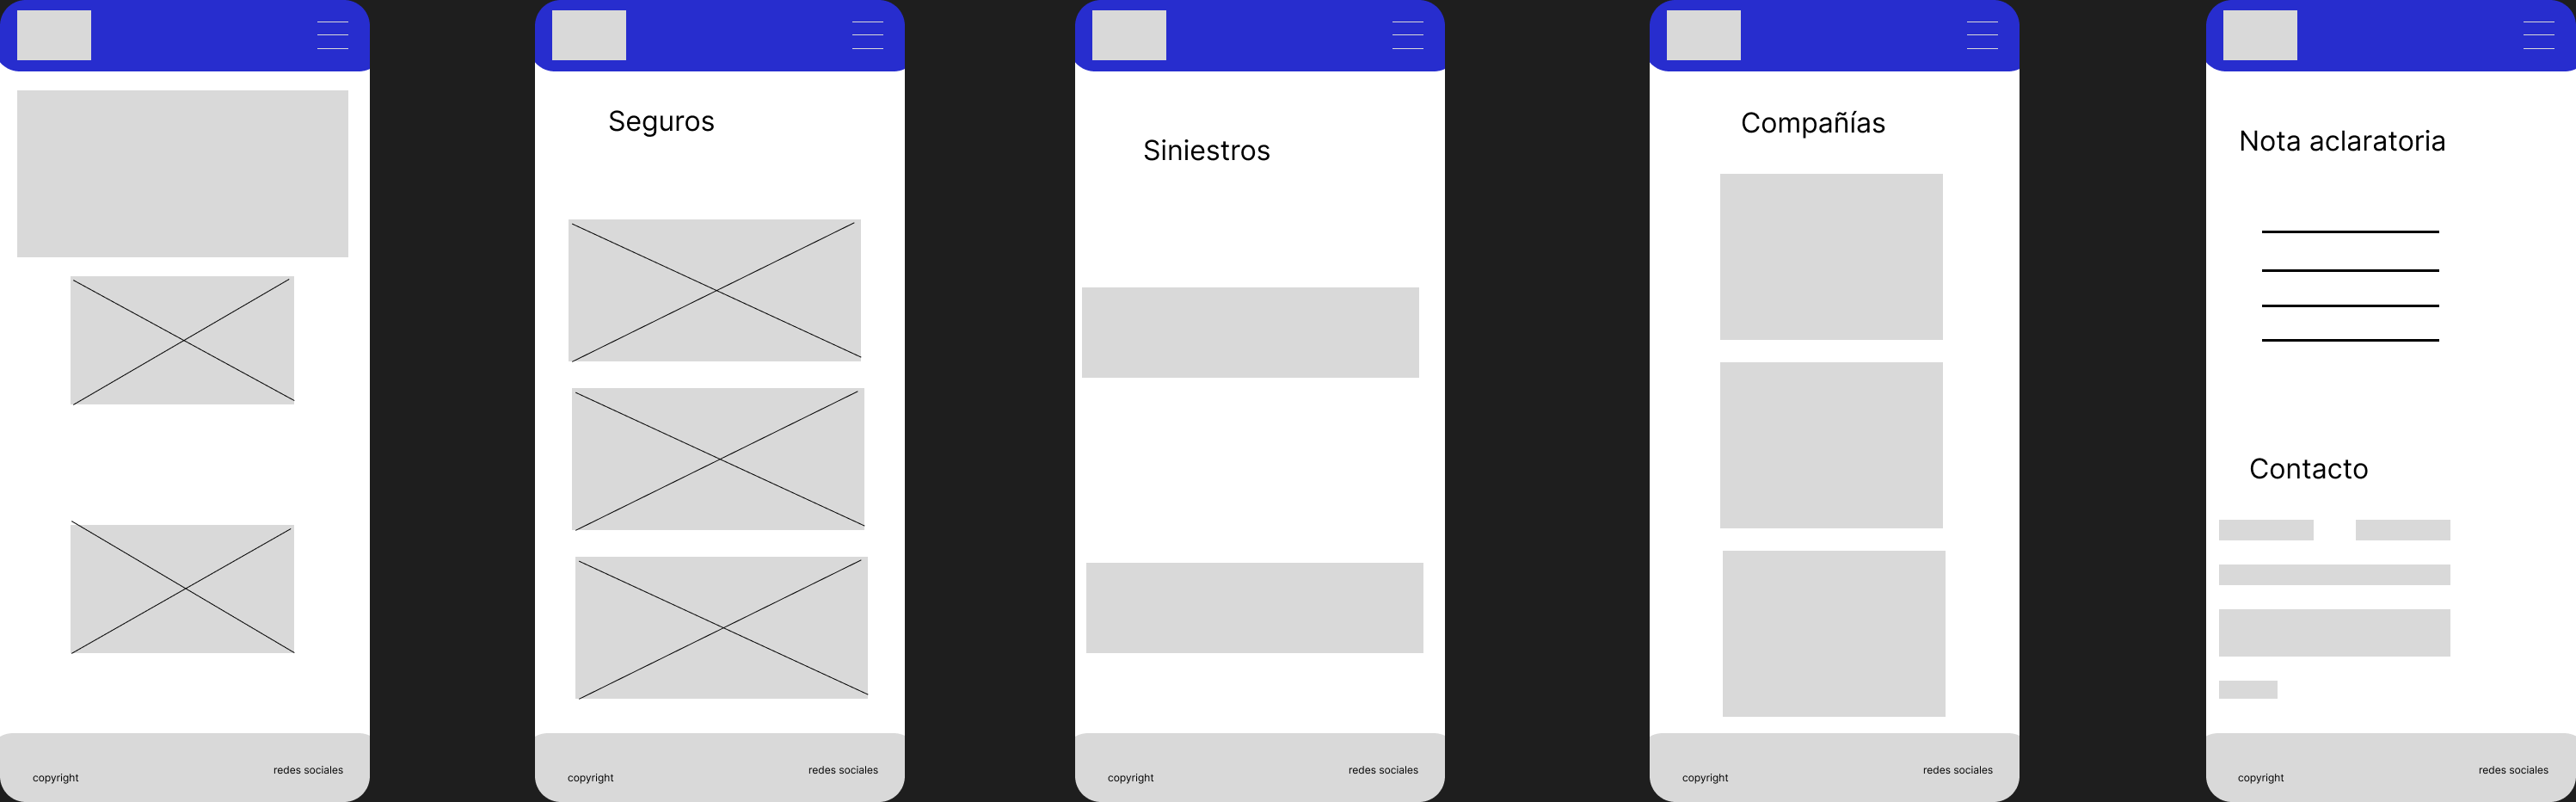 copyright
redes sociales
Seguros
copyright
redes sociales
Siniestros
copyright
redes sociales
Compañías
copyright
redes sociales
Nota aclaratoria
Contacto
copyright
redes sociales